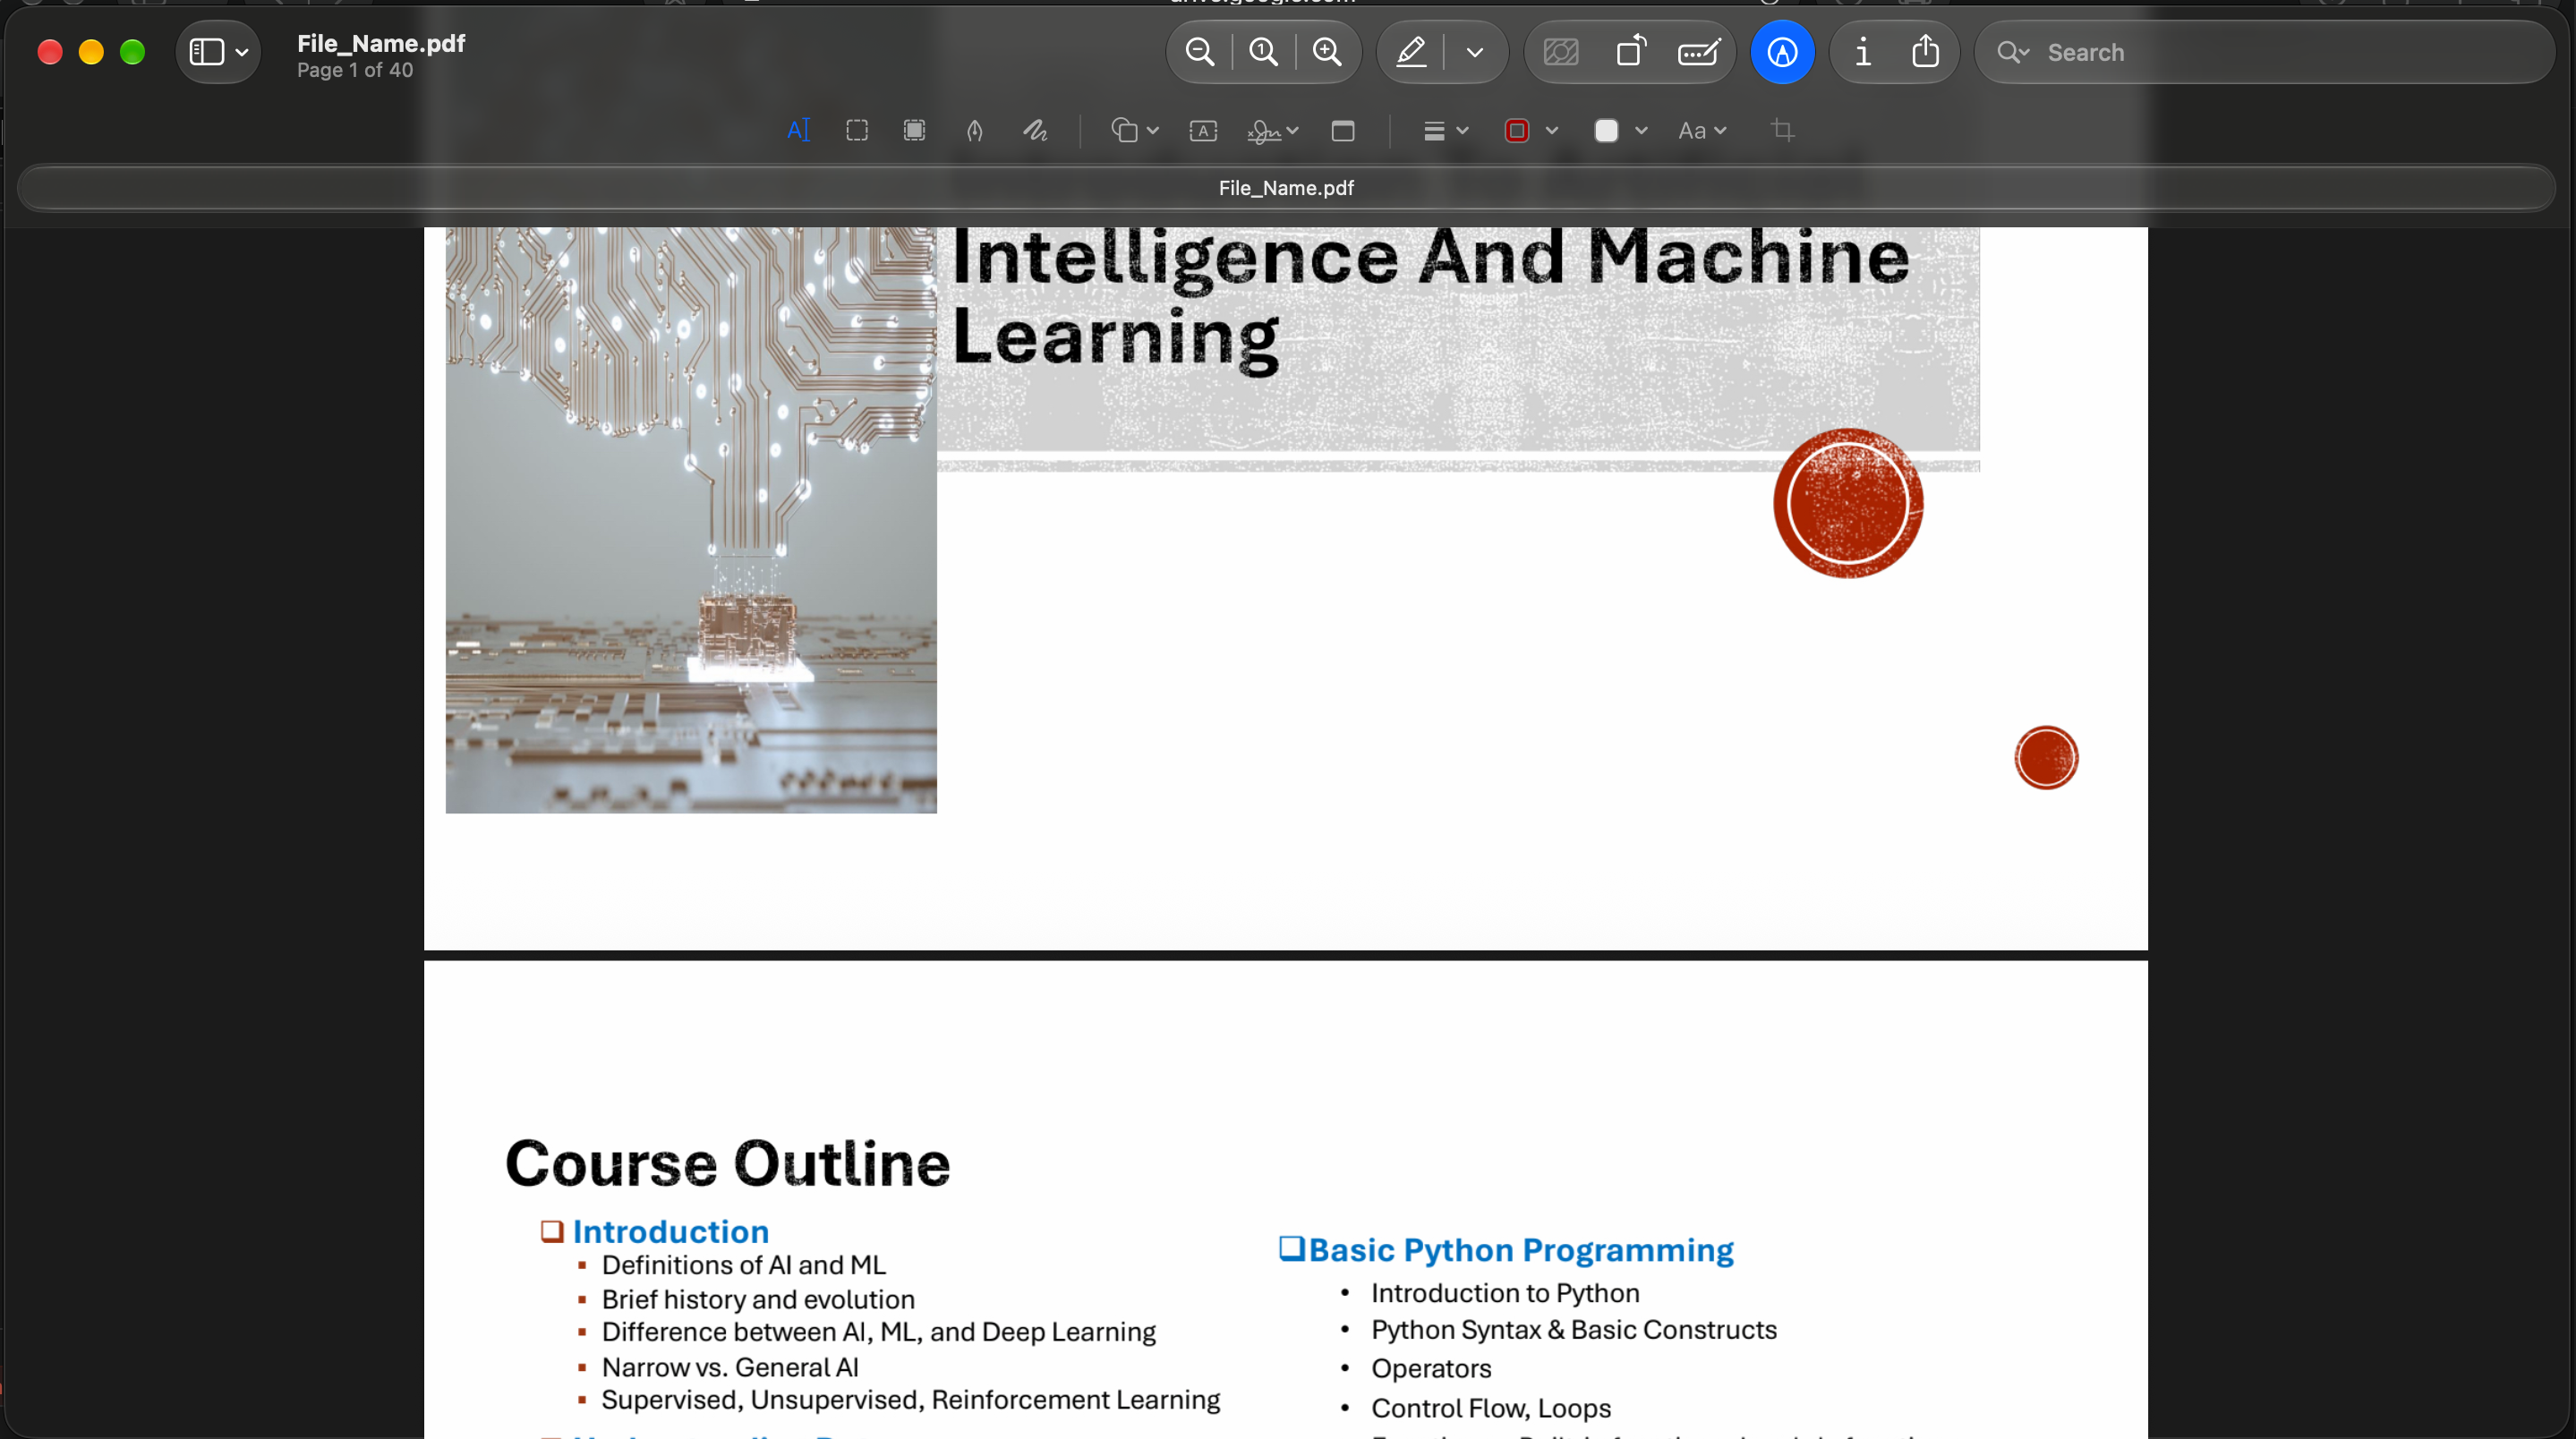 File_Name.pdf
Page 1 of 40
Search
Aa
File_Name.pdf
Intelligence And Machine
Learning
Course Outline
Introduction
Definitions of AI and ML
Brief history and evolution
Difference between AI, ML, and Deep Learning
Narrow vs. General AI
Supervised, Unsupervised, Reinforcement Learning
Basic Python Programming
Introduction to Python
Python Syntax & Basic Constructs
Operators
Control Flow, Loops